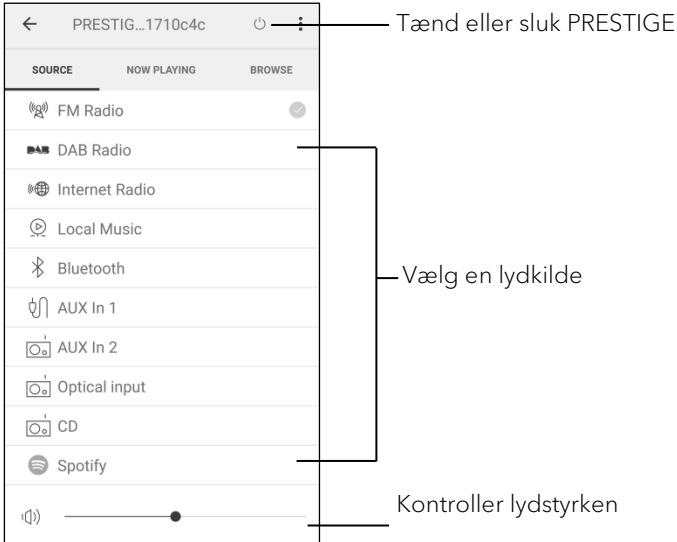 PRESTIG...1710c4c
Tænd eller sluk PRESTIGE
SOURCE NOW PLAYING BROWSE
FM Radio
DAB DAB Radio
Internet Radio
Local Music
Bluetooth
Vælg en lydkilde
AUX In 1
AUX In 2
Optical input
CD
Spotify
Kontroller lydstyrken